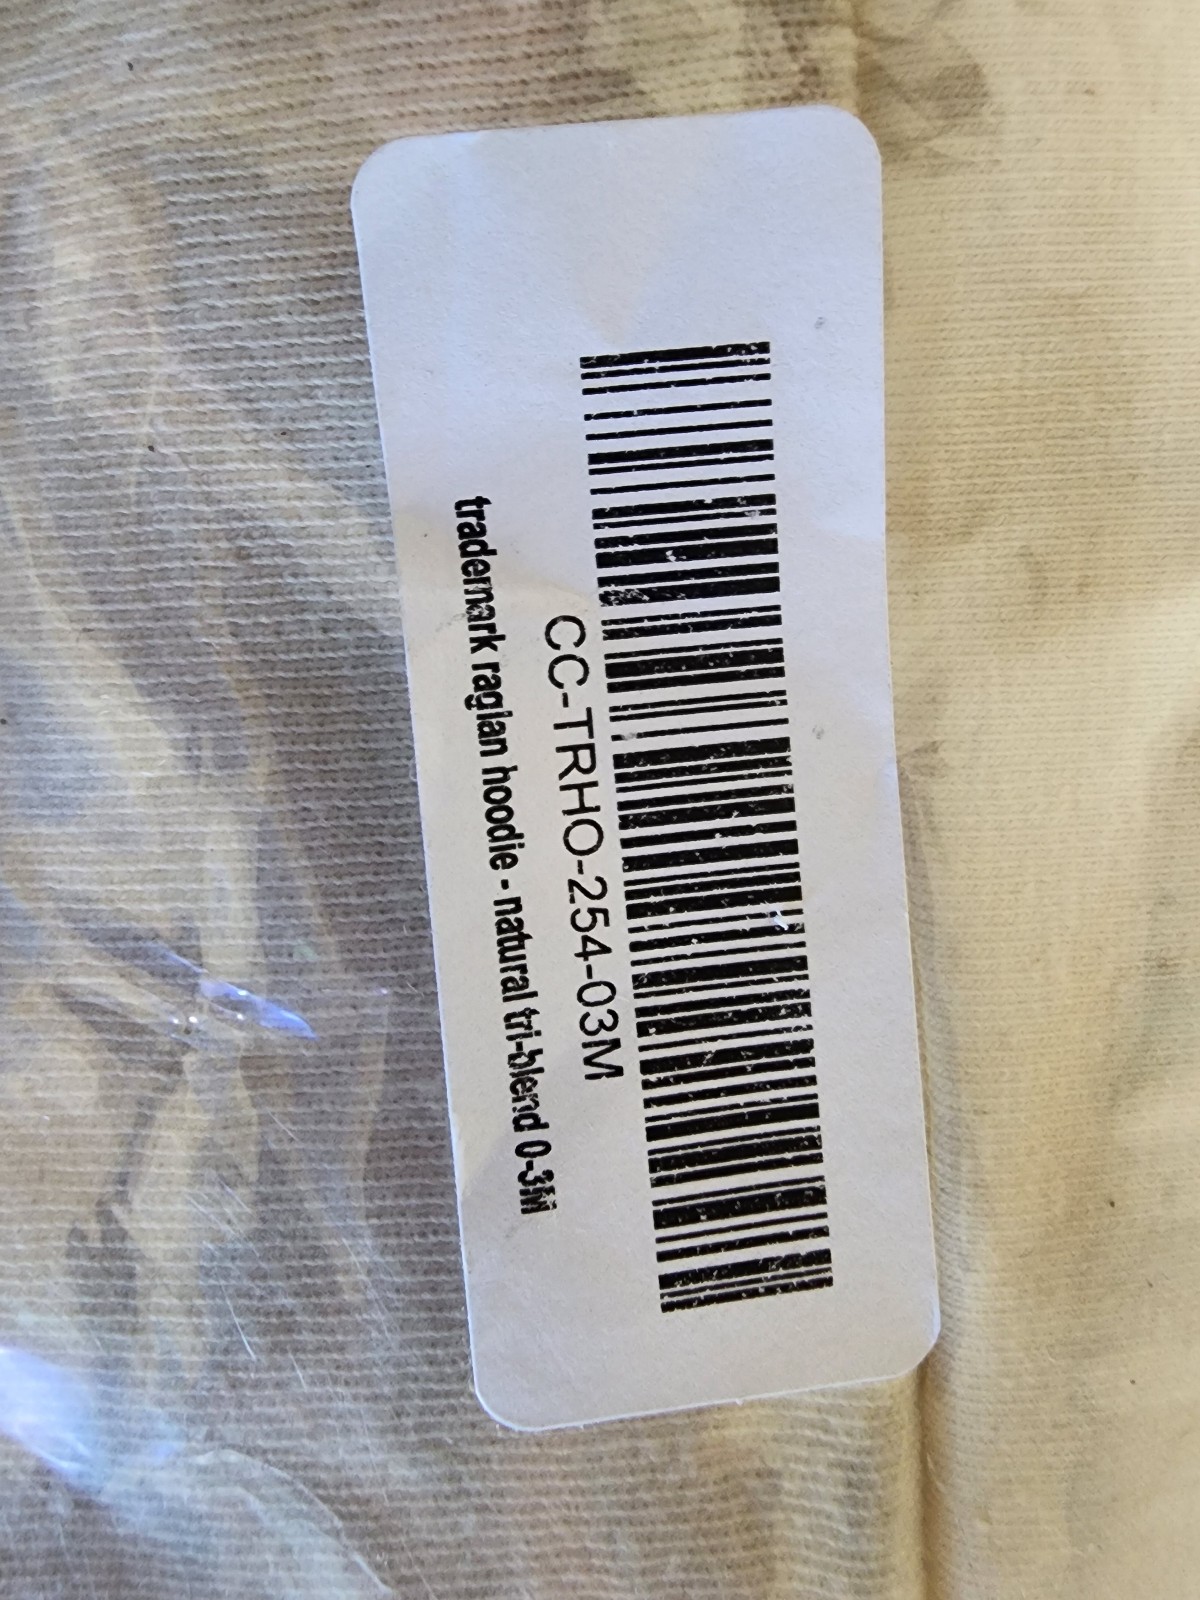 CC-TRHO-254-03M
trademark raglan hoodie - natural tri-blend 0-3M